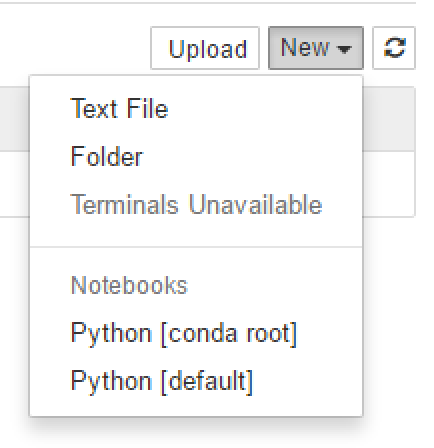 Upload New
Text File
Folder
Terminals Unavailable
Notebooks
Python [conda root]
Python [default]